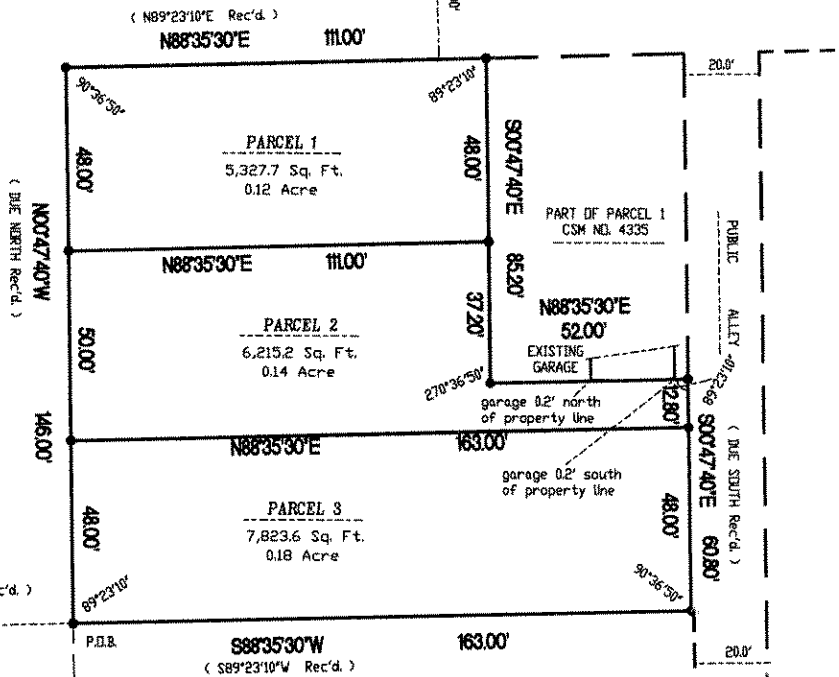 ( N89°23'10"E Rec'd. )
N88°35'30"E 111.00'
20.0'
90°36'50"
89°23'10"
PARCEL 1
5,327.7 Sq. Ft.
0.12 Acre
48.00'
48.00'
S00°47'40"E 85.20'
PART OF PARCEL 1
CSM NO. 4335
PUBLIC ALLEY
( DUE NORTH Rec'd. )
N00°47'40"W 146.00'
N88°35'30"E 111.00'
PARCEL 2
6,215.2 Sq. Ft.
0.14 Acre
50.00'
37.20'
N88°35'30"E
52.00'
EXISTING
GARAGE
270°36'50"
garage 0.2' north
of property line
12.80'
N88°35'30"E 163.00'
garage 0.2' south
of property line
S00°47'40"E 60.80'
( DUE SOUTH Rec'd. )
PARCEL 3
7,823.6 Sq. Ft.
0.18 Acre
48.00'
48.00'
89°23'10"
90°36'50"
P.O.B.
S88°35'30"W 163.00'
( S89°23'10"W Rec'd. )
20.0'